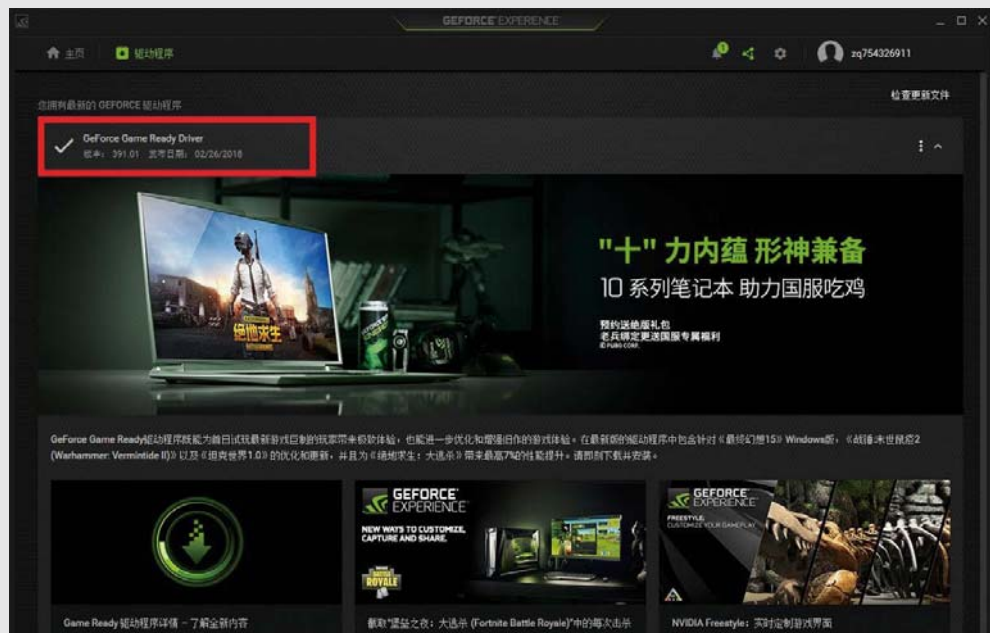 GEFORCE EXPERIENCE
主页
驱动程序
1
zq754326911
您拥有最新的 GEFORCE 驱动程序
检查更新文件
GeForce Game Ready Driver
版本: 391.01 发布日期: 02/26/2018
"十" 力内蕴 形神兼备
10 系列笔记本 助力国服吃鸡
预约送绝版礼包
老兵绑定更送国服专属福利
© PUBG CORP.
绝地求生
GeForce Game Ready驱动程序既能为首日试玩最新游戏巨制的玩家带来极致体验,也能进一步优化和增强旧作的游戏体验。在最新版的驱动程序中包含针对《最终幻想15》Windows版,《战锤:末世鼠疫2
(Warhammer: Vermintide II)》以及《坦克世界1.0》的优化和更新,并且为《绝地求生:大逃杀》带来最高7%的性能提升。请即刻下载并安装。
GEFORCE
EXPERIENCE
NEW WAYS TO CUSTOMIZE,
CAPTURE AND SHARE.
BATTLE
ROYALE
GEFORCE
EXPERIENCE
FREESTYLE:
CUSTOMIZE YOUR GAMEPLAY
Game Ready 驱动程序详情 - 了解全新内容
截取"堡垒之夜:大逃杀 (Fortnite Battle Royale)"中的每次击杀
NVIDIA Freestyle:实时定制游戏界面